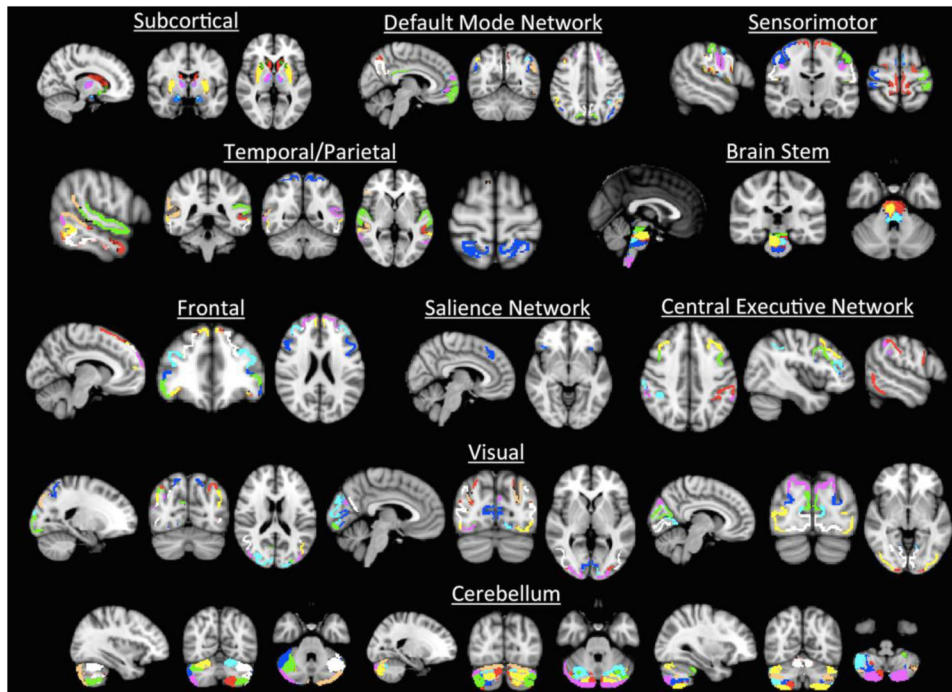 Subcortical
Default Mode Network
Sensorimotor
Temporal/Parietal
Brain Stem
Frontal
Salience Network
Central Executive Network
Visual
Cerebellum